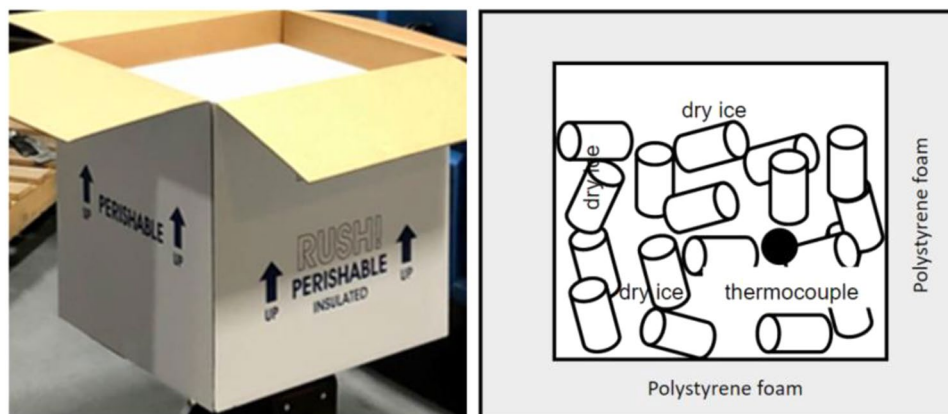 UP
PERISHABLE
UP
RUSH!
PERISHABLE
INSULATED
UP
UP
dry ice
dry ice
dry ice
thermocouple
Polystyrene foam
Polystyrene foam